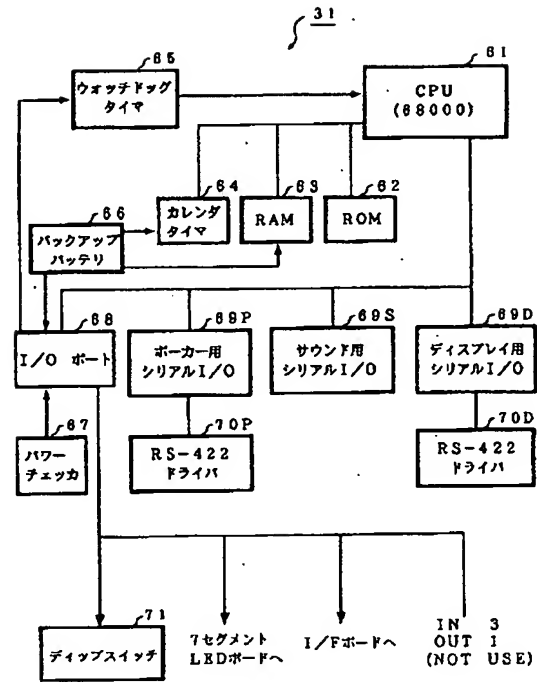 31
65
ウォッチドッグ
タイマ
61
CPU
(68000)
64
カレンダ
タイマ
63
RAM
62
ROM
66
バックアップ
バッテリ
68
I/O ポート
69P
ポーカー用
シリアルI/O
69S
サウンド用
シリアルI/O
69D
ディスプレイ用
シリアルI/O
67
パワー
チェッカ
70P
RS-422
ドライバ
70D
RS-422
ドライバ
71
ディップスイッチ
7セグメント
LEDボードへ
I/Fボードへ
IN 3
OUT 1
(NOT USE)